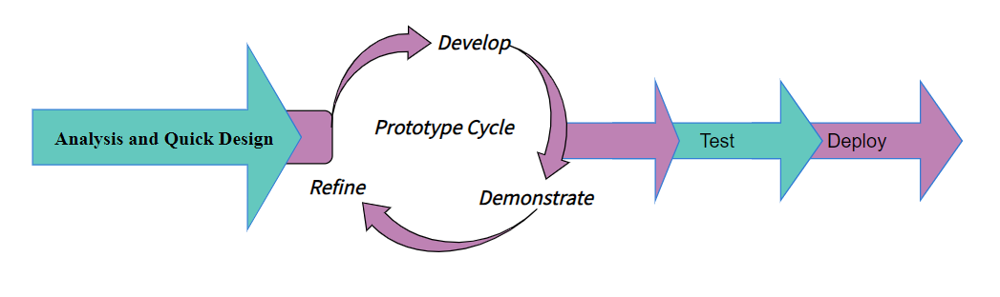 Analysis and Quick Design
Develop
Prototype Cycle
Refine
Demonstrate
Test
Deploy